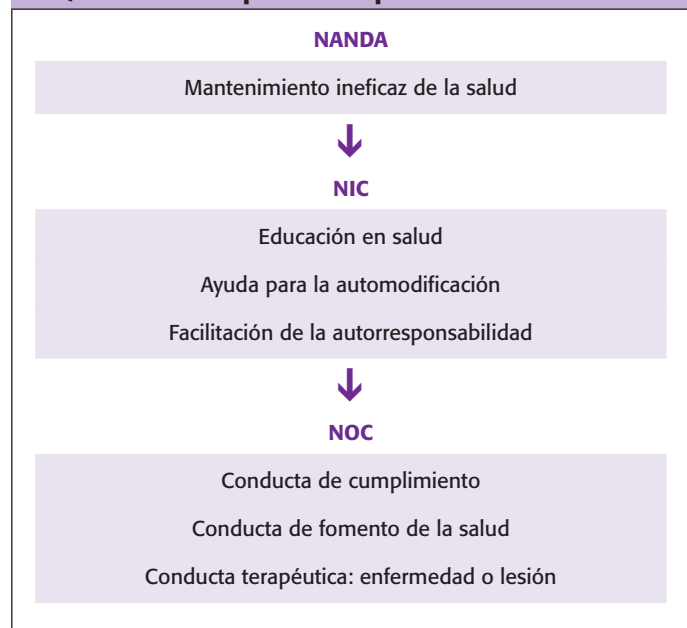 NANDA
Mantenimiento ineficaz de la salud
↓
NIC
Educación en salud
Ayuda para la automodificación
Facilitación de la autorresponsabilidad
↓
NOC
Conducta de cumplimiento
Conducta de fomento de la salud
Conducta terapéutica: enfermedad o lesión